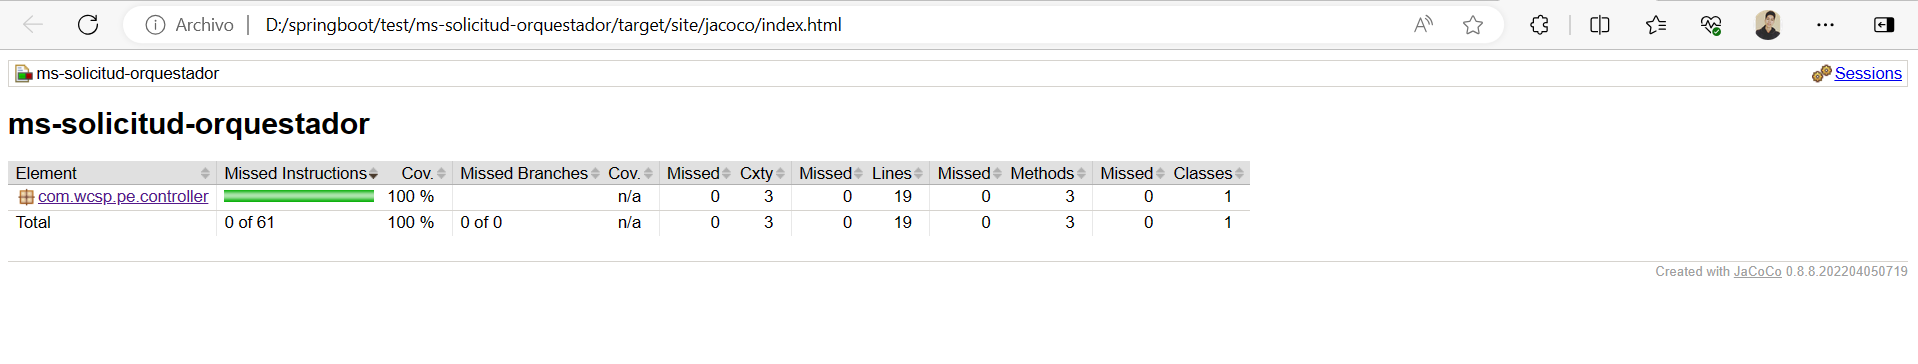 Archivo | D:/springboot/test/ms-solicitud-orquestador/target/site/jacoco/index.html
ms-solicitud-orquestador Sessions
ms-solicitud-orquestador
Element Missed Instructions Cov. Missed Branches Cov. Missed Cxty Missed Lines Missed Methods Missed Classes
com.wcsp.pe.controller 100 % n/a 0 3 0 19 0 3 0 1
Total 0 of 61 100 % 0 of 0 n/a 0 3 0 19 0 3 0 1
Created with JaCoCo 0.8.8.202204050719